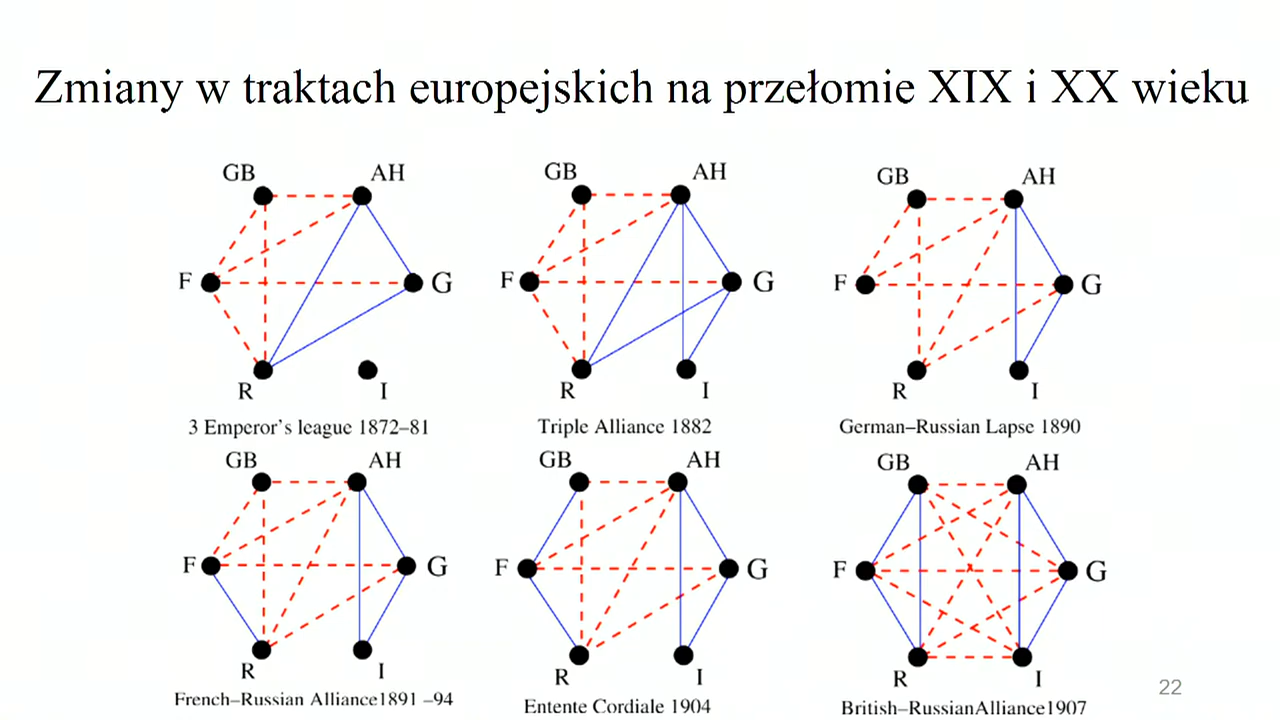 Zmiany w traktach europejskich na przełomie XIX i XX wieku
GB AH
F G
R I
3 Emperor's league 1872–81
GB AH
F G
R I
Triple Alliance 1882
GB AH
F G
R I
German–Russian Lapse 1890
GB AH
F G
R I
French–Russian Alliance1891 –94
GB AH
F G
R I
Entente Cordiale 1904
GB AH
F G
R I
British–RussianAlliance1907
22